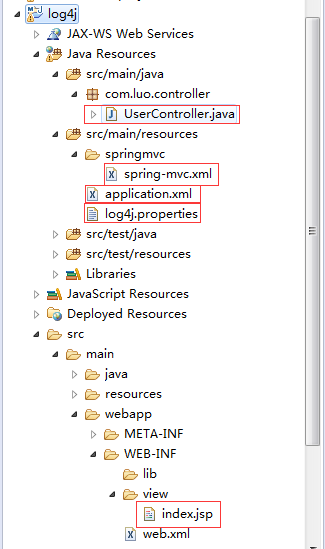 log4j
JAX-WS Web Services
Java Resources
src/main/java
com.luo.controller
UserController.java
src/main/resources
springmvc
spring-mvc.xml
application.xml
log4j.properties
src/test/java
src/test/resources
Libraries
JavaScript Resources
Deployed Resources
src
main
java
resources
webapp
META-INF
WEB-INF
lib
view
index.jsp
web.xml